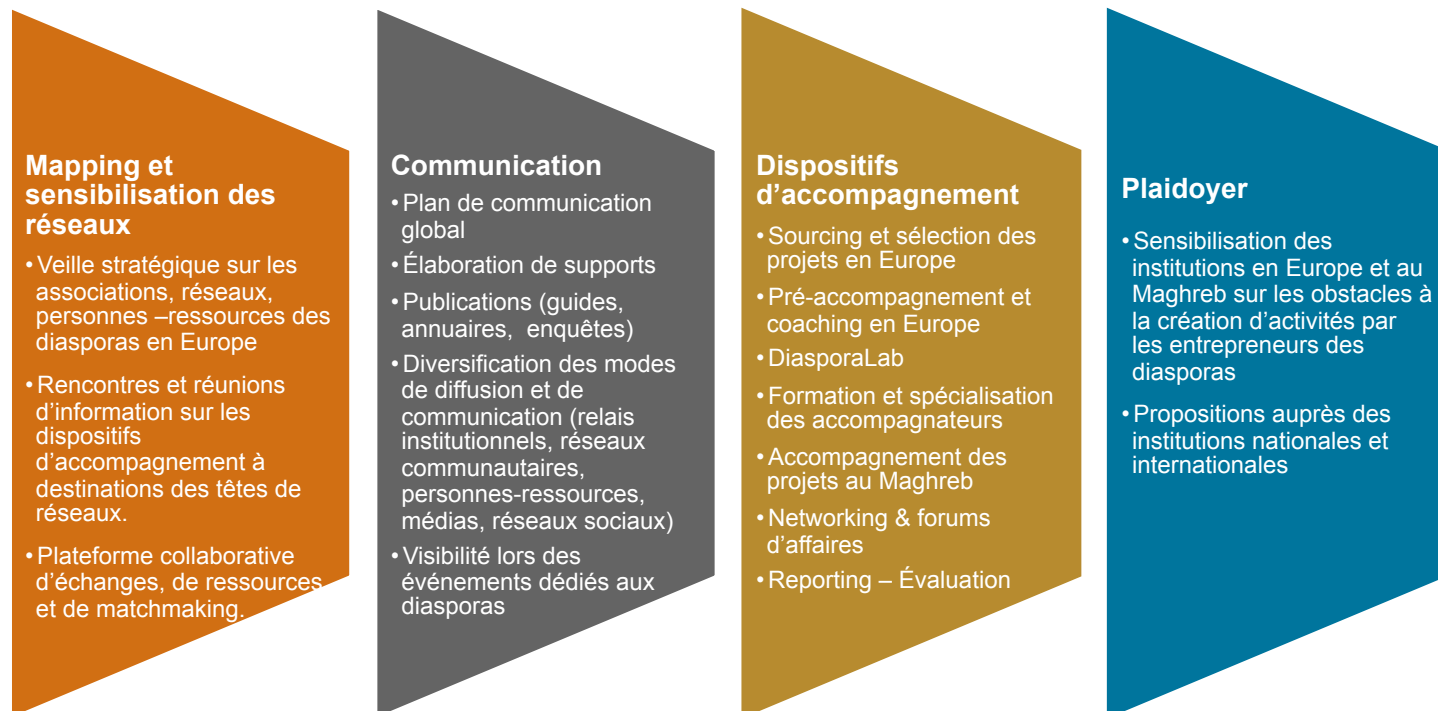 Mapping et
sensibilisation des
réseaux
•Veille stratégique sur les
associations, réseaux,
personnes –ressources des
diasporas en Europe
•Rencontres et réunions
d’information sur les
dispositifs
d’accompagnement à
destinations des têtes de
réseaux.
•Plateforme collaborative
d’échanges, de ressources
et de matchmaking.
Communication
•Plan de communication
global
•Élaboration de supports
•Publications (guides,
annuaires, enquêtes)
•Diversification des modes
de diffusion et de
communication (relais
institutionnels, réseaux
communautaires,
personnes-ressources,
médias, réseaux sociaux)
•Visibilité lors des
événements dédiés aux
diasporas
Dispositifs
d’accompagnement
•Sourcing et sélection des
projets en Europe
•Pré-accompagnement et
coaching en Europe
•DiasporaLab
•Formation et spécialisation
des accompagnateurs
•Accompagnement des
projets au Maghreb
•Networking & forums
d’affaires
•Reporting – Évaluation
Plaidoyer
•Sensibilisation des
institutions en Europe et au
Maghreb sur les obstacles à
la création d’activités par
les entrepreneurs des
diasporas
•Propositions auprès des
institutions nationales et
internationales